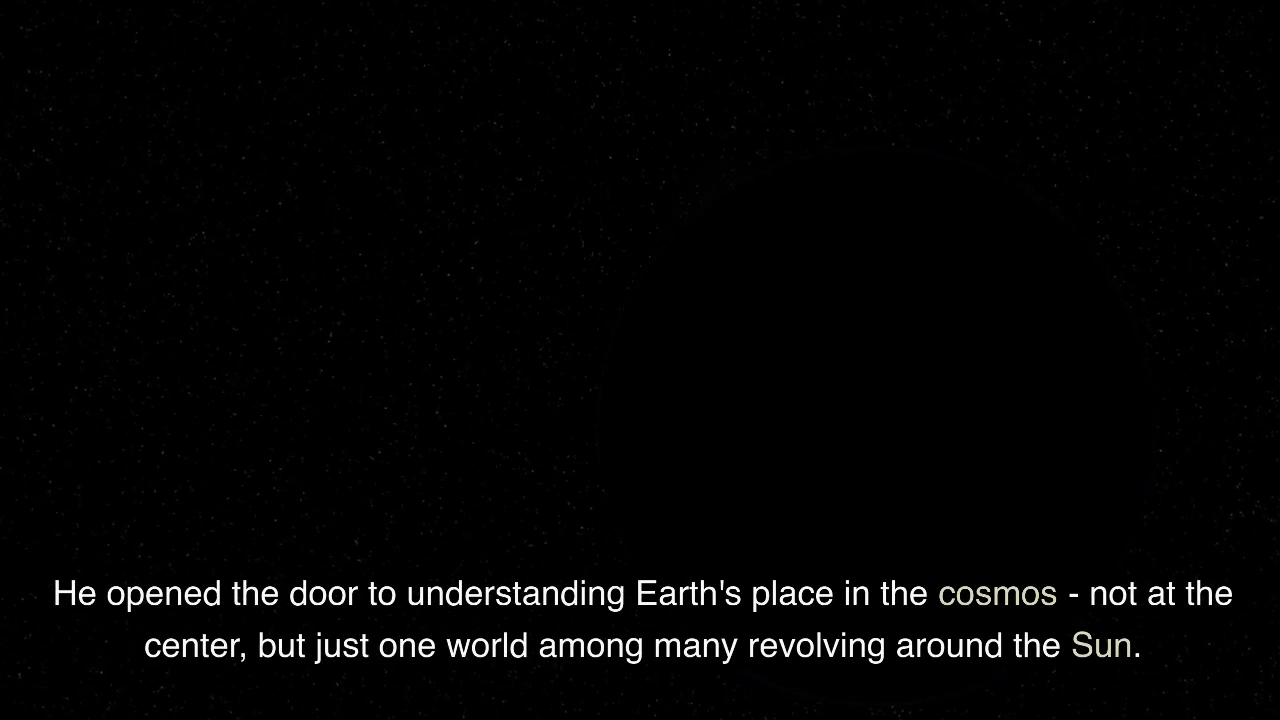 He opened the door to understanding Earth's place in the cosmos - not at the
center, but just one world among many revolving around the Sun.